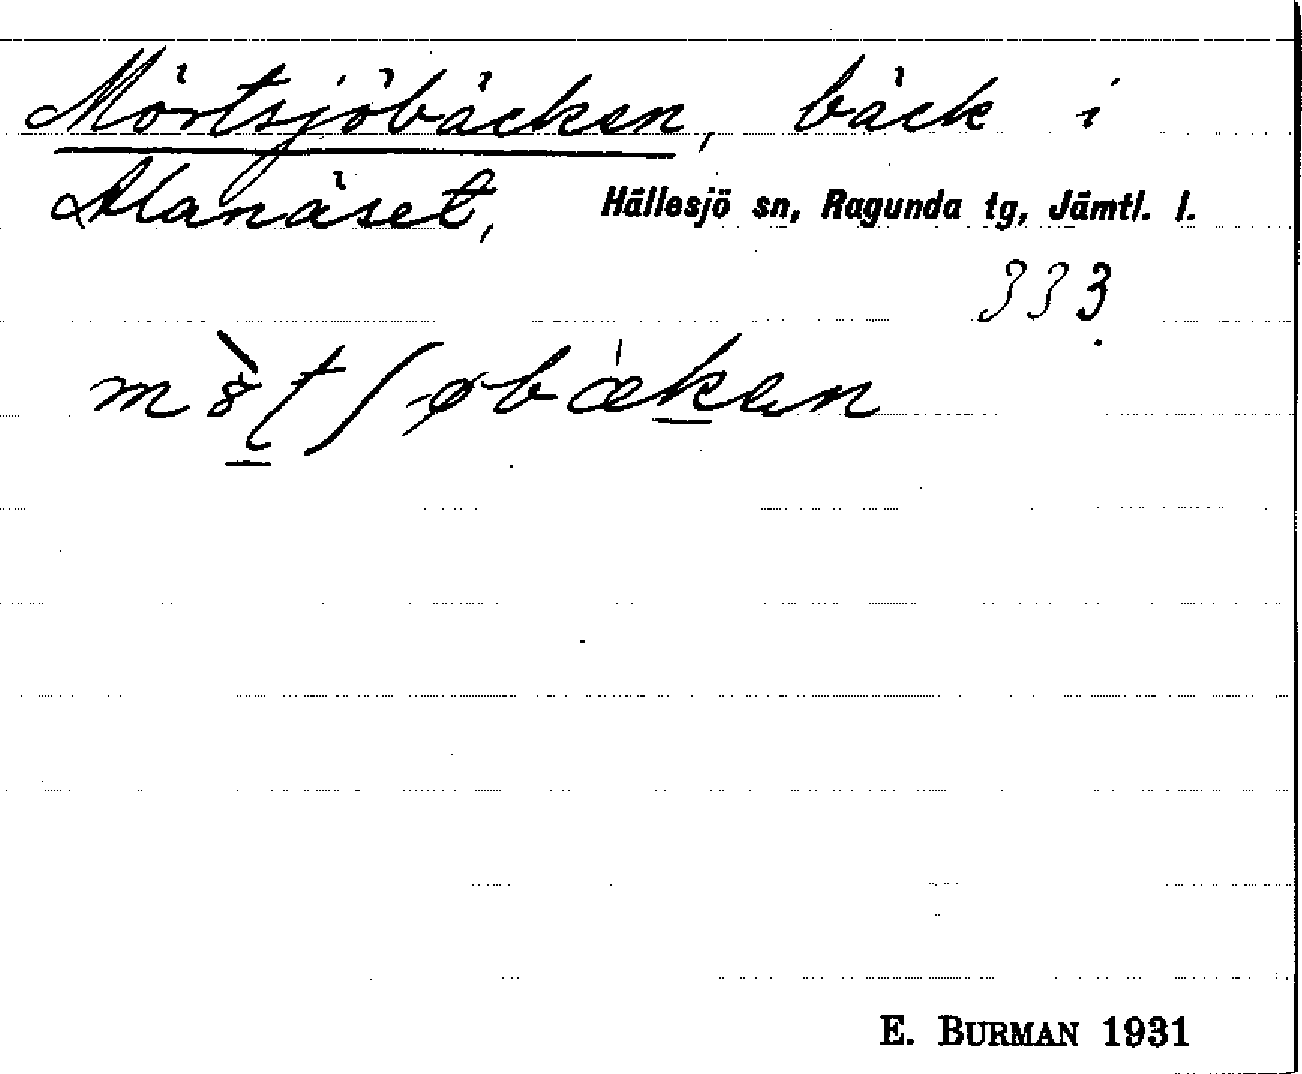 Mörtsjöbäcken, bäck i
Alanäset, Hällesjö sn, Ragunda tg, Jämtl. l.
333
E. BURMAN 1931